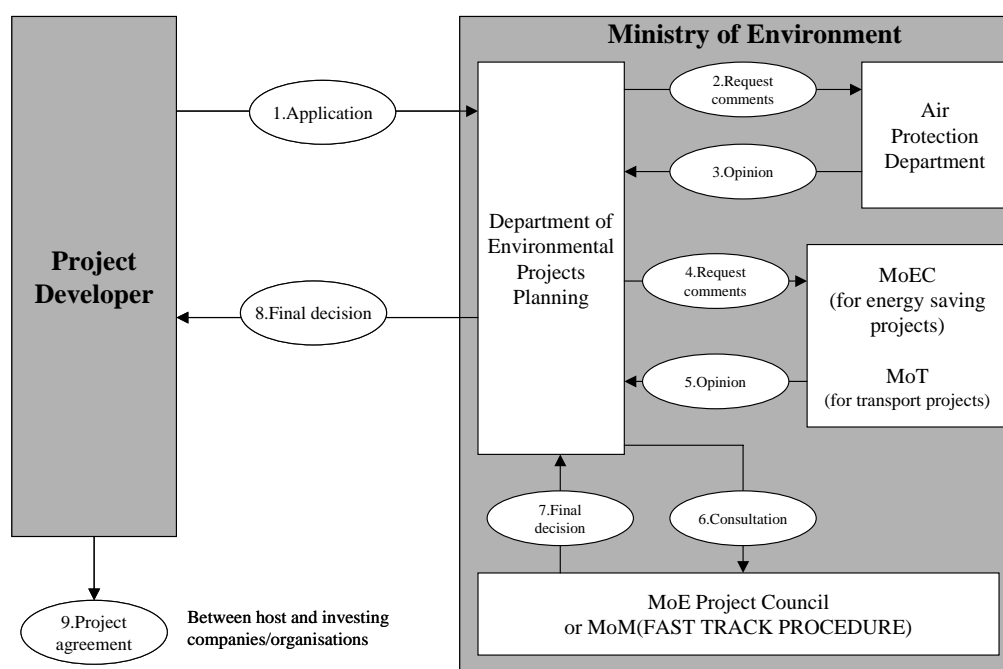 Ministry of Environment
Project
Developer
1.Application
Department of
Environmental
Projects
Planning
2.Request
comments
Air
Protection
Department
3.Opinion
4.Request
comments
MoEC
(for energy saving
projects)
MoT
(for transport projects)
5.Opinion
8.Final decision
7.Final
decision
6.Consultation
MoE Project Council
or MoM(FAST TRACK PROCEDURE)
9.Project
agreement
Between host and investing
companies/organisations